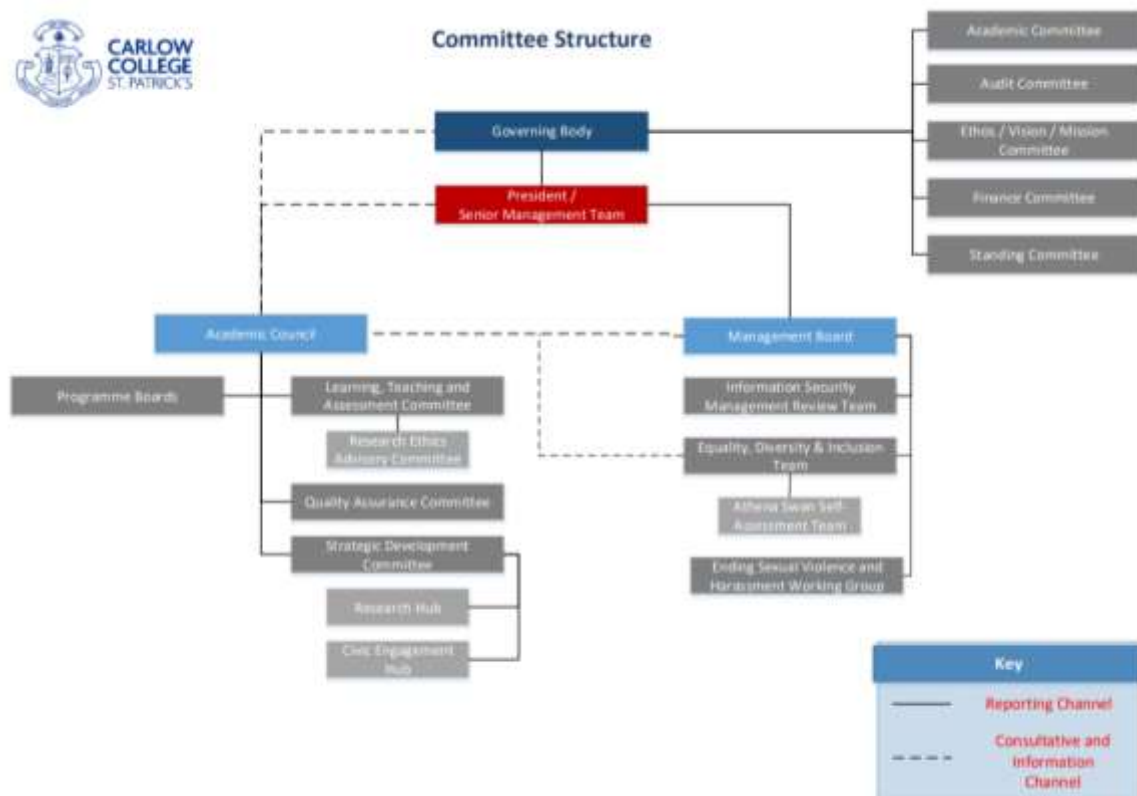 CARLOW
COLLEGE
ST. PATRICK'S
Committee Structure
Academic Committee
Audit Committee
Ethos / Vision / Mission
Committee
Finance Committee
Standing Committee
Governing Body
President /
Senior Management Team
Academic Council
Management Board
Programme Boards
Learning, Teaching and
Assessment Committee
Research Ethics
Advisory Committee
Quality Assurance Committee
Strategic Development
Committee
Research Hub
Civic Engagement
Hub
Information Security
Management Review Team
Equality, Diversity & Inclusion
Team
Athena Swan Self-
Assessment Team
Ending Sexual Violence and
Harassment Working Group
Key
Reporting Channel
Consultative and
Information
Channel